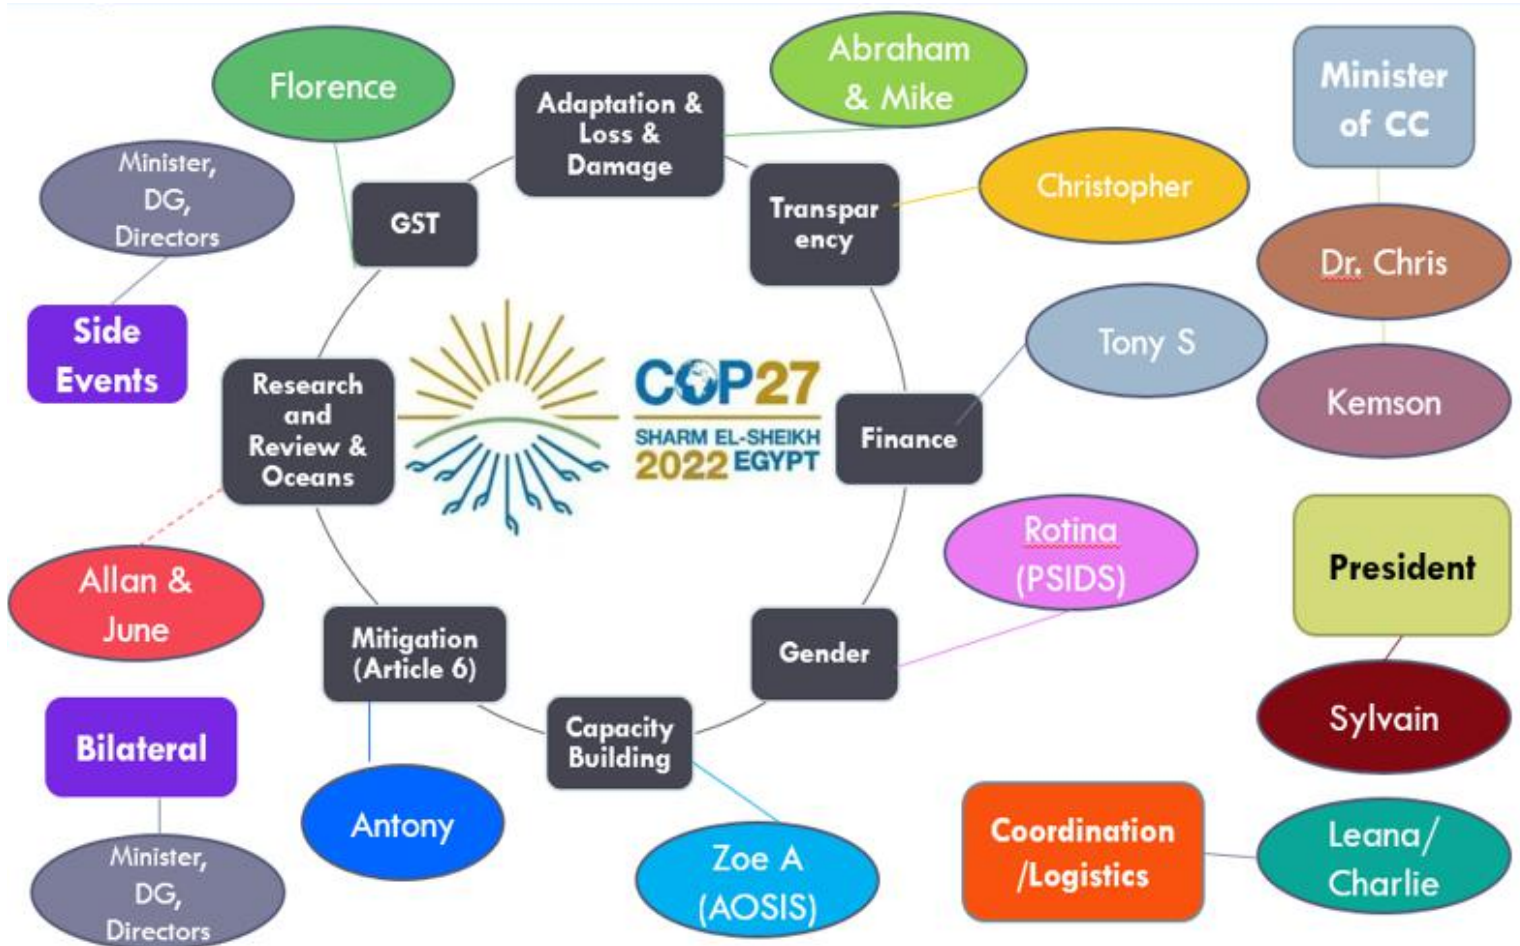 Florence
Adaptation &
Loss &
Damage
Abraham
& Mike
Minister
of CC
Minister,
DG,
Directors
GST
Transpar
ency
Christopher
Dr. Chris
Side
Events
Tony S
Kemson
Research
and
Review &
Oceans
COP27
SHARM EL-SHEIKH
2022 EGYPT
Finance
Rotina
(PSIDS)
President
Allan &
June
Mitigation
(Article 6)
Gender
Sylvain
Bilateral
Capacity
Building
Antony
Minister,
DG,
Directors
Zoe A
(AOSIS)
Coordination
/Logistics
Leana/
Charlie